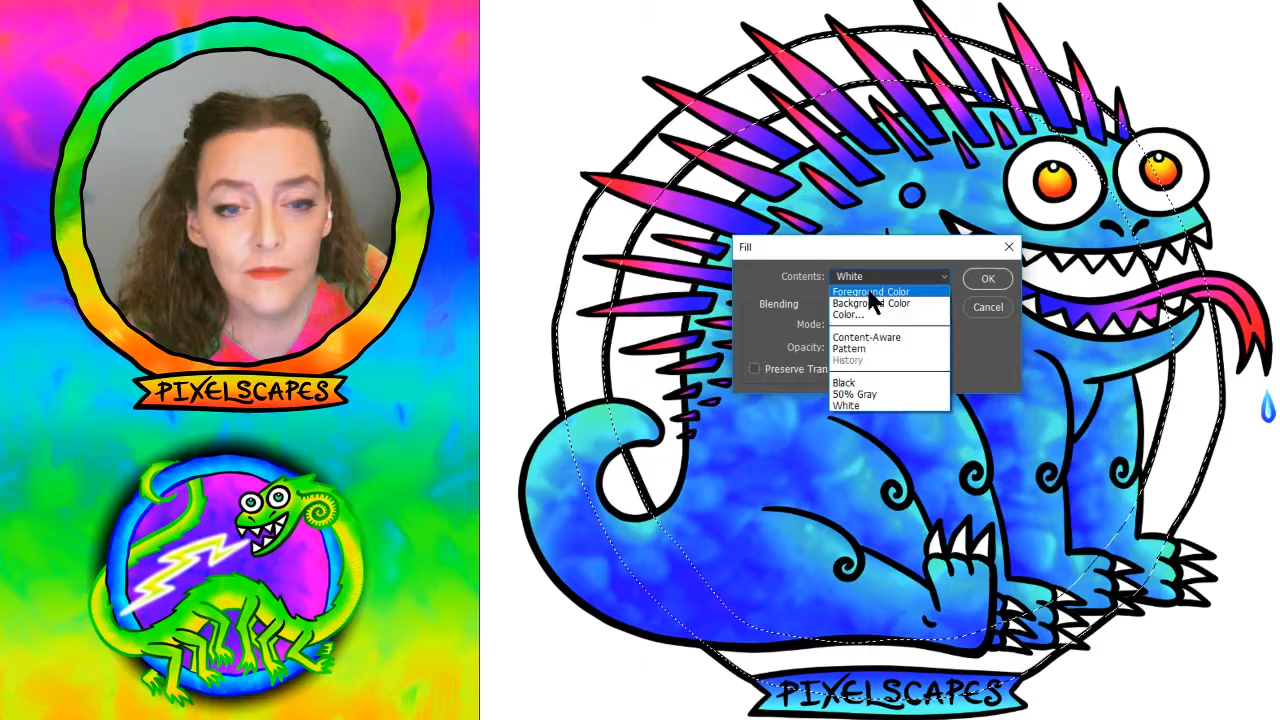 PIXELSCAPES
Fill
Contents: White
OK
Foreground Color
Background Color
Color...
Blending
Cancel
Mode:
Content-Aware
Opacity:
Pattern
History
Preserve Tran
Black
50% Gray
White
PIXELSCAPES